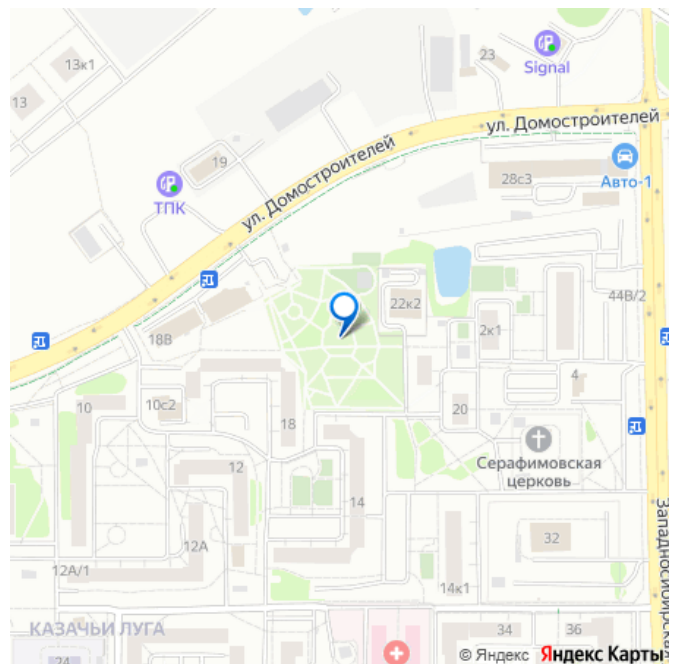 23
Signal
13к1
13
ул. Домостроителей
19
28с3
Авто-1
ТПК
ул. Домостроителей
22к2
44В/2
18В
2к1
4
10
10с2
18
20
Серафимовская
церковь
12
14
12А
32
Западносибирская
12А/1
14к1
КАЗАЧЬИ ЛУГА
34
36
24
© Яндекс Яндекс Карты